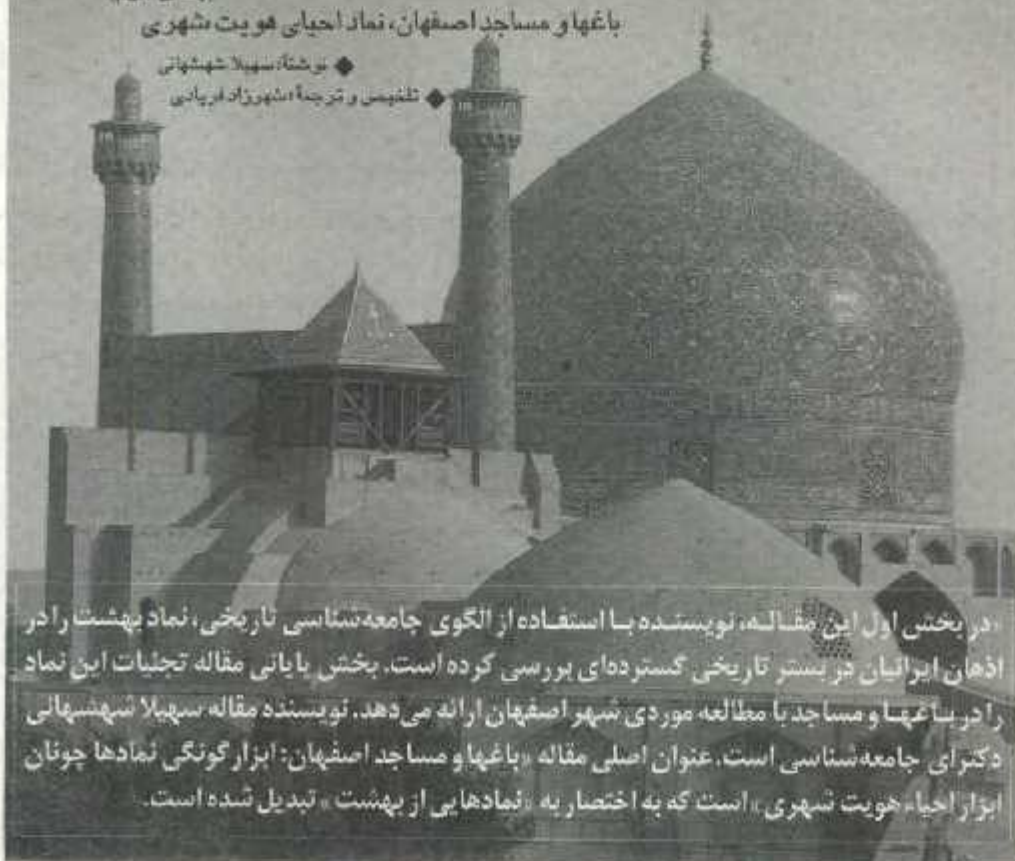 باغها و مساجد اصفهان، نماد احیای هویت شهری
◆ نوشتهٔ: سهیلا شهشهانی
◆ تلخیص و ترجمهٔ: شهرزاد فریادی
«در بخش اول این مقاله، نویسنده با استفاده از الگوی جامعه‌شناسی تاریخی، نماد بهشت را در
اذهان ایرانیان در بستر تاریخی گسترده‌ای بررسی کرده است. بخش پایانی مقاله تجلیات این نماد
را در باغها و مساجد با مطالعه موردی شهر اصفهان ارائه می‌دهد. نویسنده مقاله سهیلا شهشهانی
دکترای جامعه‌شناسی است. عنوان اصلی مقاله «باغها و مساجد اصفهان: ابزارگونگی نمادها چونان
ابزار احیاء هویت شهری» است که به اختصار به «نمادهایی از بهشت» تبدیل شده است.